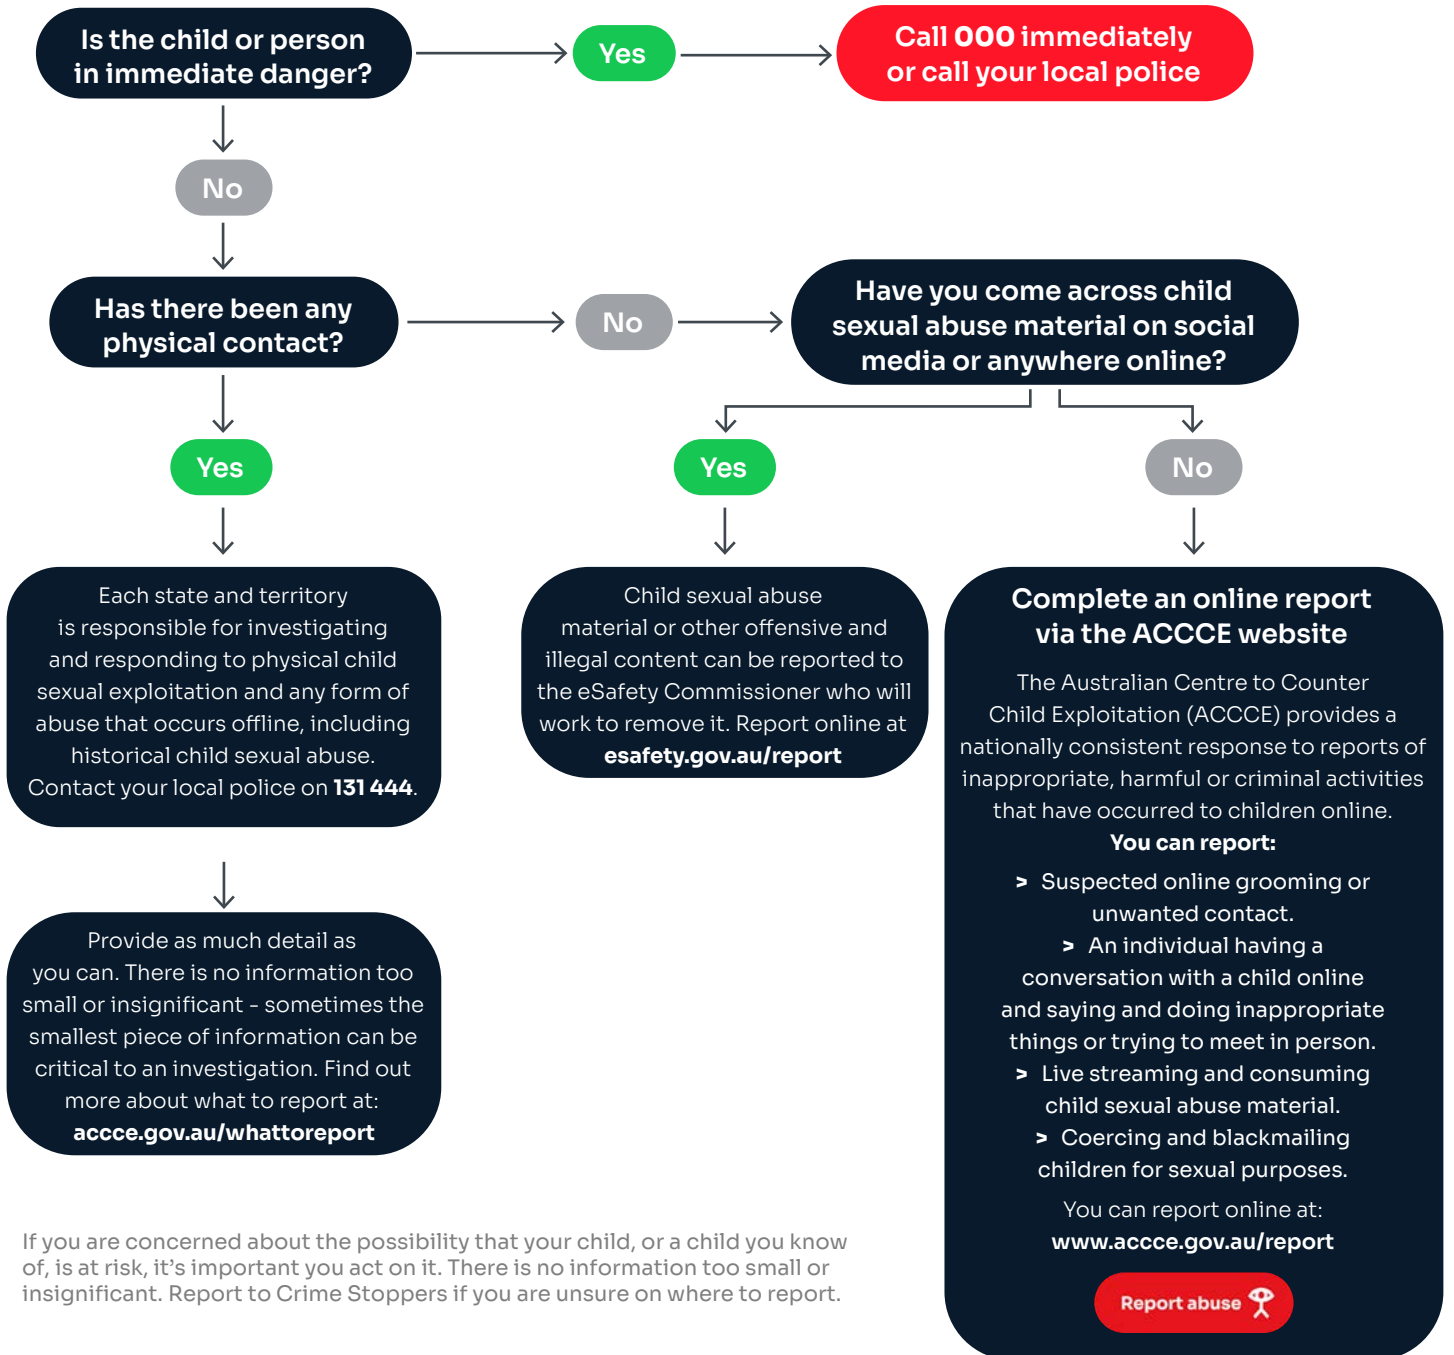 Is the child or person
in immediate danger?
Yes
Call 000 immediately
or call your local police
No
Has there been any
physical contact?
No
Have you come across child
sexual abuse material on social
media or anywhere online?
Yes
Yes
No
Each state and territory
is responsible for investigating
and responding to physical child
sexual exploitation and any form of
abuse that occurs offline, including
historical child sexual abuse.
Contact your local police on 131 444.
Child sexual abuse
material or other offensive and
illegal content can be reported to
the eSafety Commissioner who will
work to remove it. Report online at
esafety.gov.au/report
Complete an online report
via the ACCCE website
The Australian Centre to Counter
Child Exploitation (ACCCE) provides a
nationally consistent response to reports of
inappropriate, harmful or criminal activities
that have occurred to children online.
You can report:
> Suspected online grooming or
unwanted contact.
> An individual having a
conversation with a child online
and saying and doing inappropriate
things or trying to meet in person.
> Live streaming and consuming
child sexual abuse material.
> Coercing and blackmailing
children for sexual purposes.
You can report online at:
www.accce.gov.au/report
Report abuse
Provide as much detail as
you can. There is no information too
small or insignificant - sometimes the
smallest piece of information can be
critical to an investigation. Find out
more about what to report at:
accce.gov.au/whattoreport
If you are concerned about the possibility that your child, or a child you know
of, is at risk, it’s important you act on it. There is no information too small or
insignificant. Report to Crime Stoppers if you are unsure on where to report.